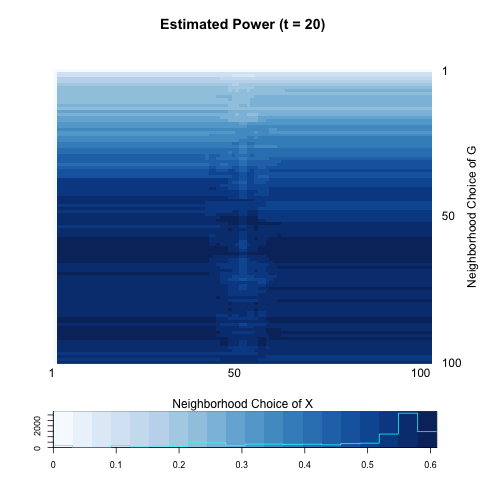 Estimated Power (t = 20)
1
50
100
Neighborhood Choice of G
1 50 100
Neighborhood Choice of X
0 2000
0 0.1 0.2 0.3 0.4 0.5 0.6